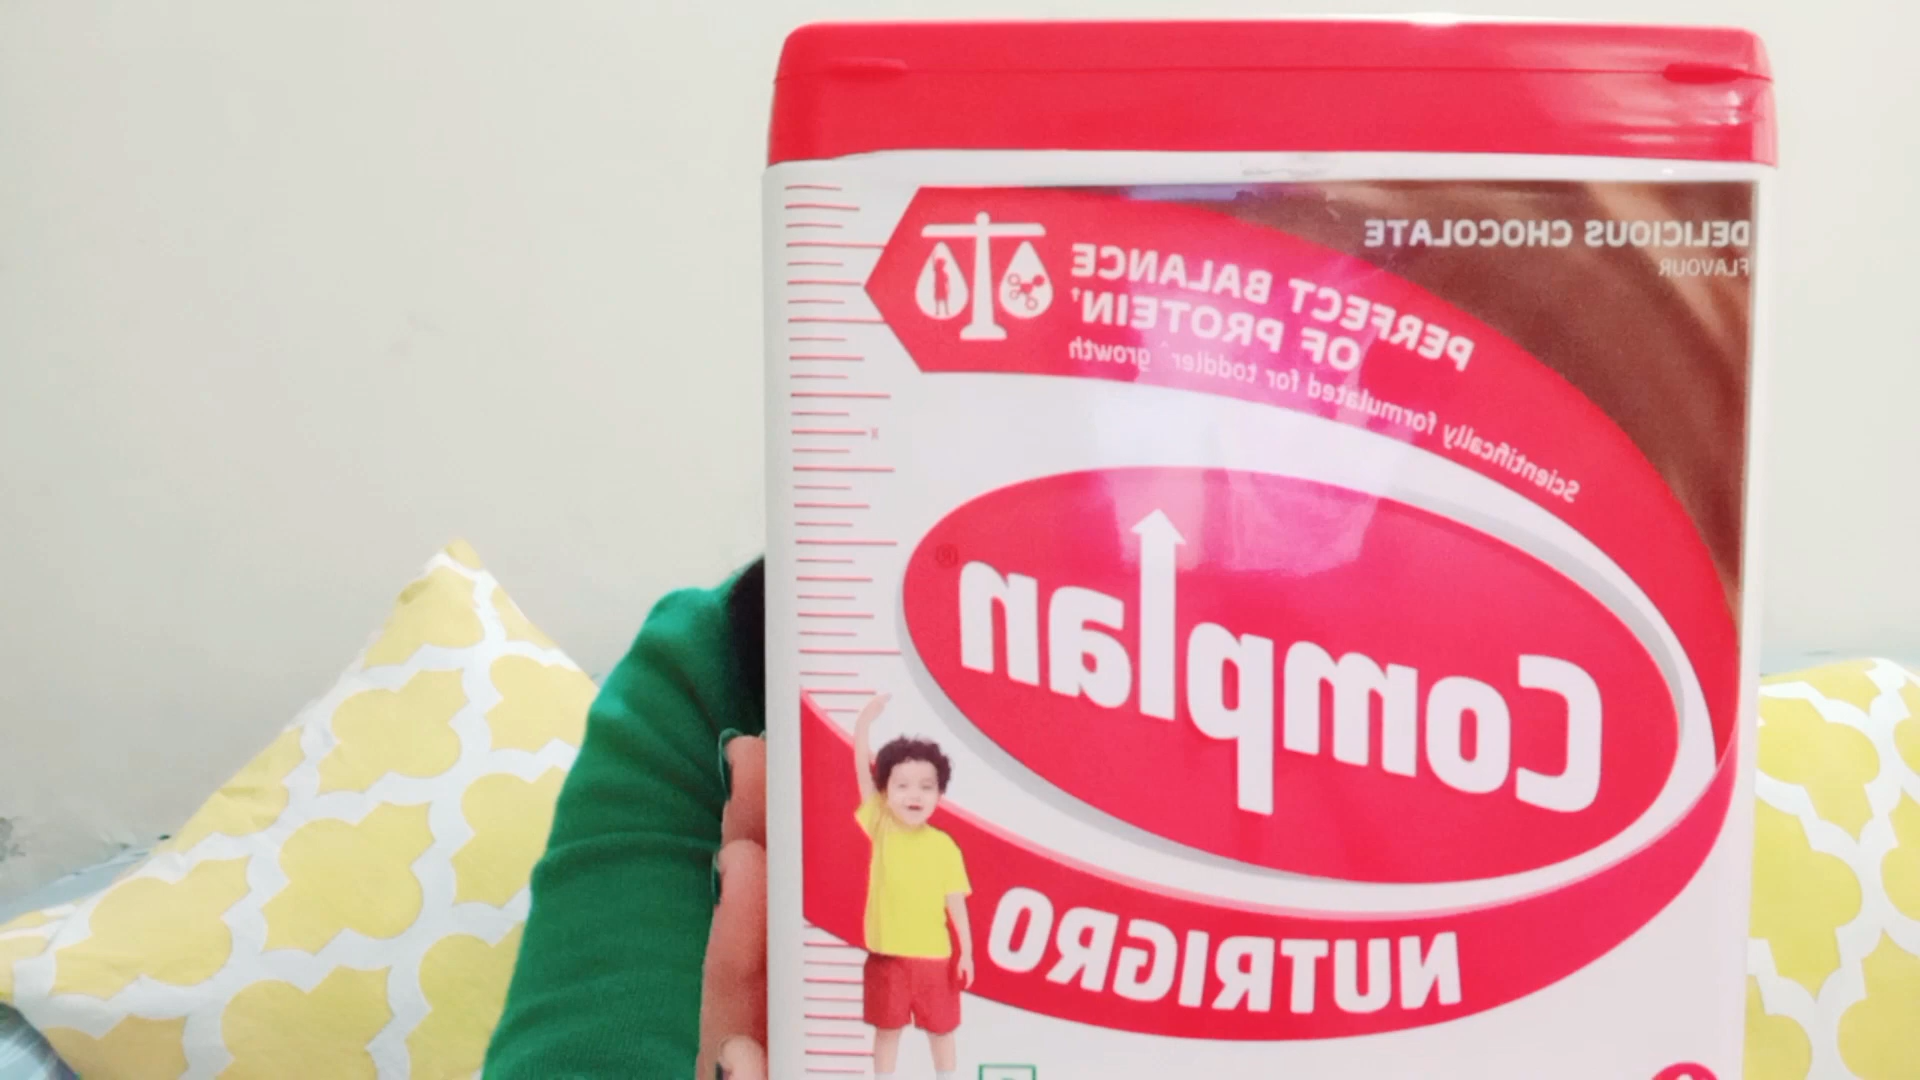 DELICIOUS CHOCOLATE
FLAVOUR
PERFECT BALANCE
OF PROTEIN†
Scientifically formulated for toddler^ growth
Complan®
NUTRIGRO